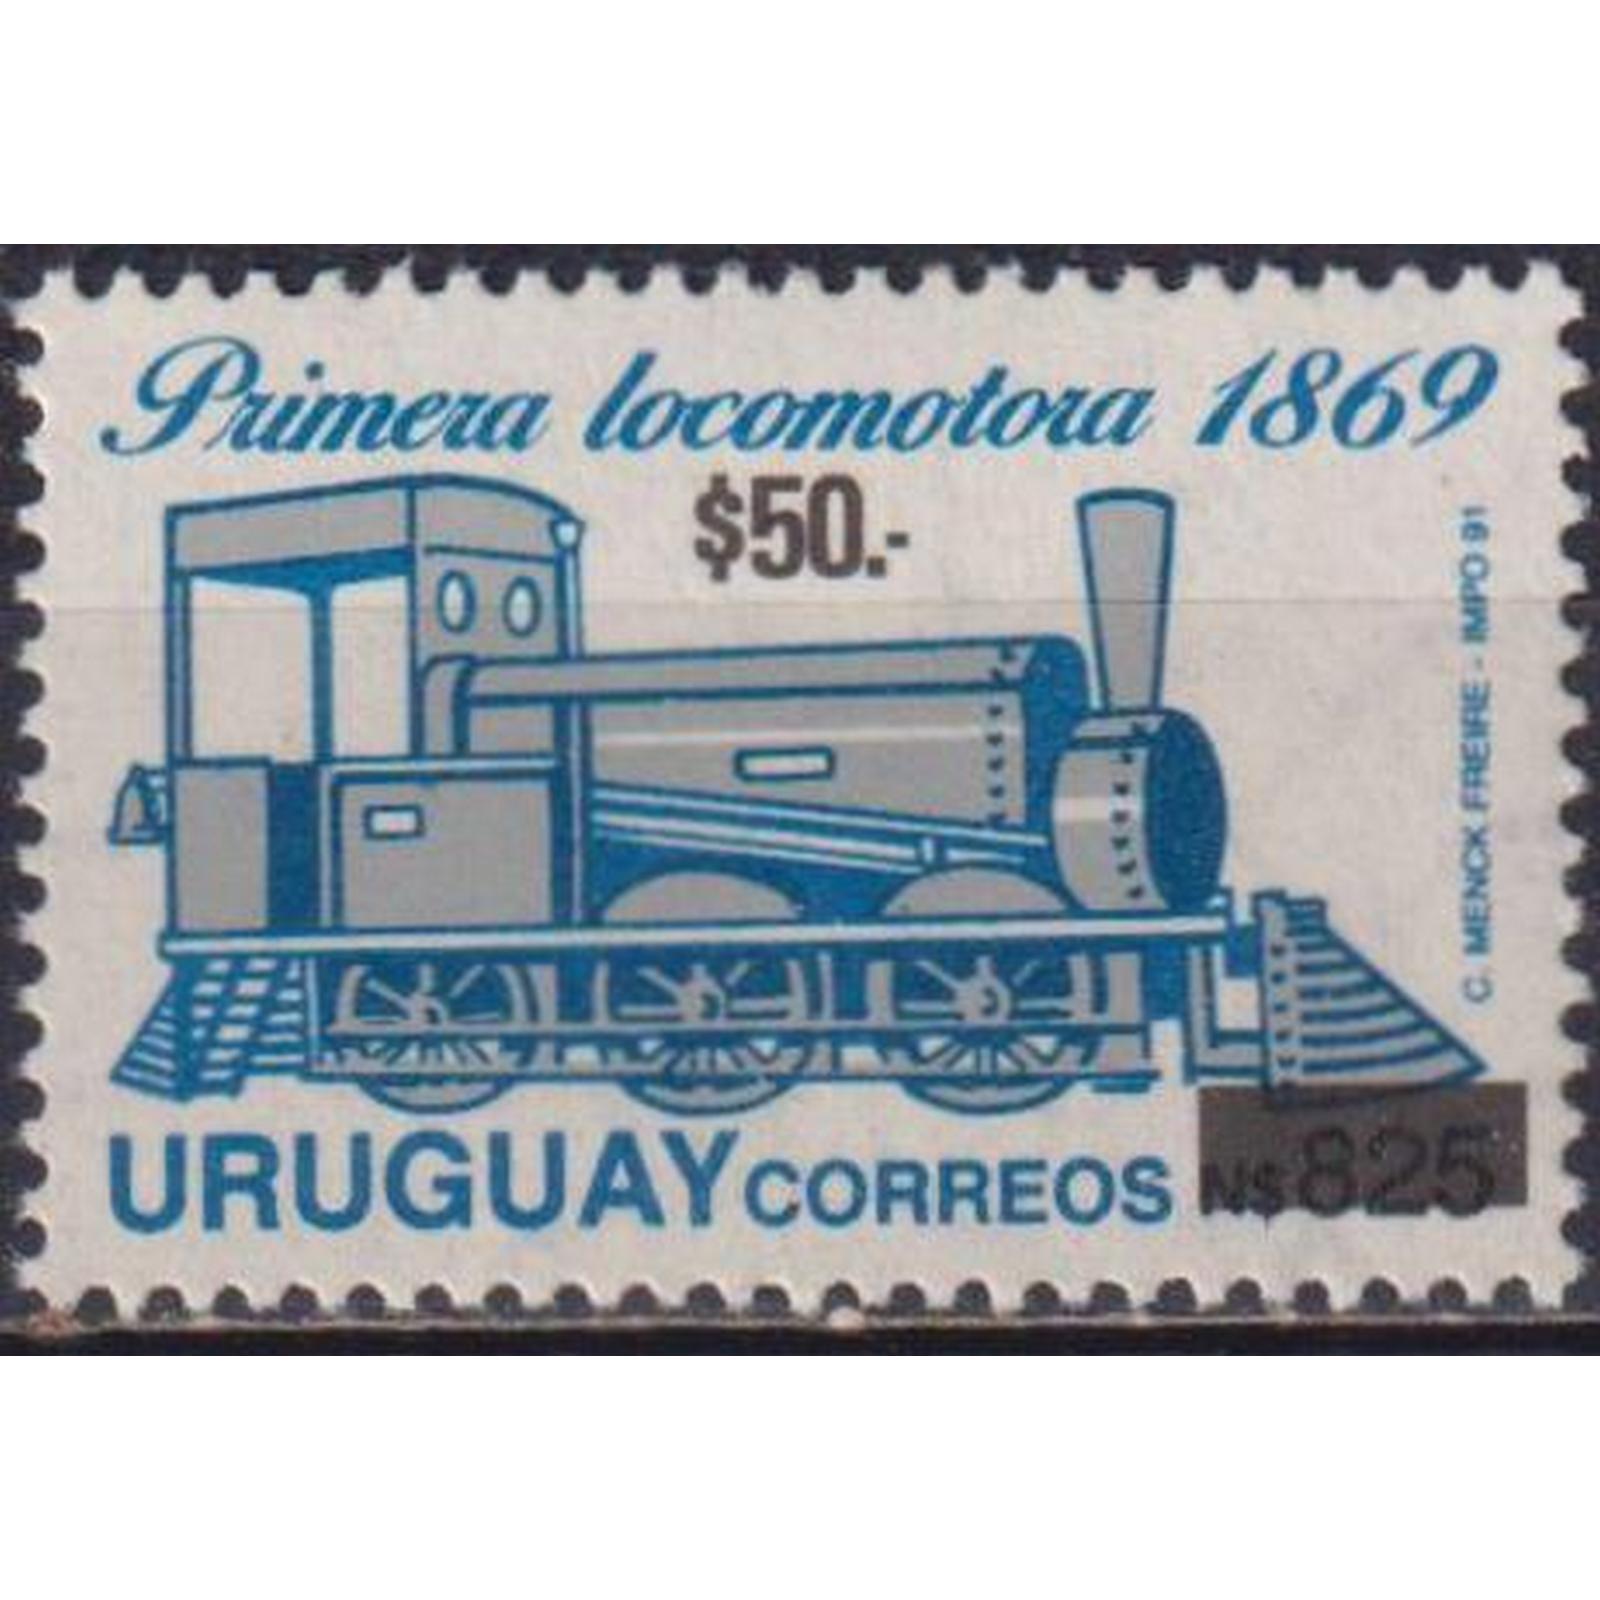 Primera locomotora 1869
$50.-
C. MENCK FREIRE - IMPO 91
URUGUAY CORREOS N$ 825